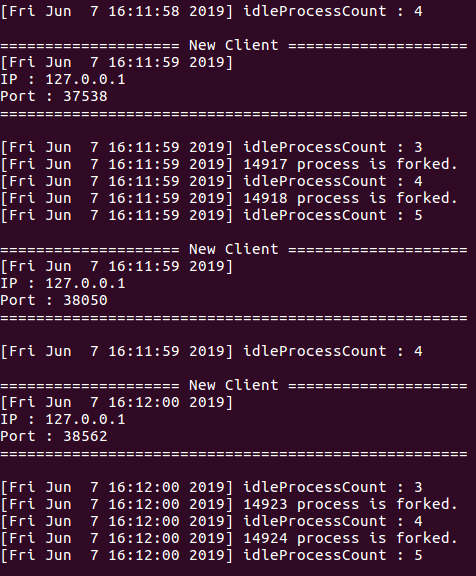 [Fri Jun  7 16:11:58 2019] idleProcessCount : 4
==================== New Client ====================
[Fri Jun  7 16:11:59 2019]
IP : 127.0.0.1
Port : 37538
====================================================
[Fri Jun  7 16:11:59 2019] idleProcessCount : 3
[Fri Jun  7 16:11:59 2019] 14917 process is forked.
[Fri Jun  7 16:11:59 2019] idleProcessCount : 4
[Fri Jun  7 16:11:59 2019] 14918 process is forked.
[Fri Jun  7 16:11:59 2019] idleProcessCount : 5
==================== New Client ====================
[Fri Jun  7 16:11:59 2019]
IP : 127.0.0.1
Port : 38050
====================================================
[Fri Jun  7 16:11:59 2019] idleProcessCount : 4
==================== New Client ====================
[Fri Jun  7 16:12:00 2019]
IP : 127.0.0.1
Port : 38562
====================================================
[Fri Jun  7 16:12:00 2019] idleProcessCount : 3
[Fri Jun  7 16:12:00 2019] 14923 process is forked.
[Fri Jun  7 16:12:00 2019] idleProcessCount : 4
[Fri Jun  7 16:12:00 2019] 14924 process is forked.
[Fri Jun  7 16:12:00 2019] idleProcessCount : 5